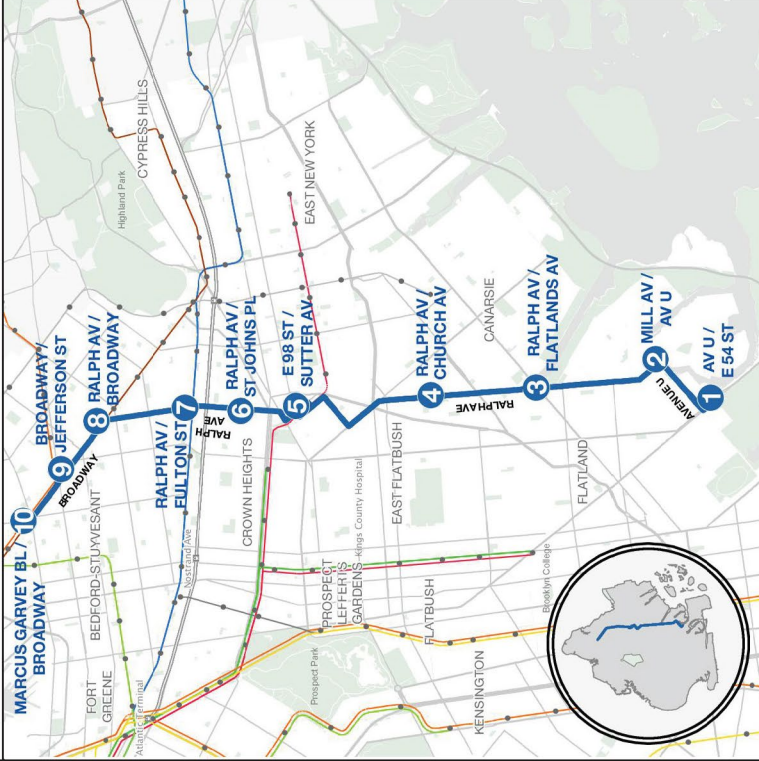 MARCUS GARVEY BL /
BROADWAY
10
BROADWAY /
JEFFERSON ST
9
BROADWAY
RALPH AV /
BROADWAY
8
RALPH AV /
FULTON ST
7
RALPH
AVE
RALPH AV /
ST JOHNS PL
6
E 98 ST /
SUTTER AV
5
RALPH AV /
CHURCH AV
4
RALPH AVE
RALPH AV /
FLATLANDS AV
3
MILL AV /
AV U
2
AVENUE U
AV U /
E 54 ST
1
CYPRESS HILLS
Highland Park
EAST NEW YORK
CANARSIE
BEDFORD-STUYVESANT
Nostrand Ave
CROWN HEIGHTS
Kings County Hospital
EAST FLATBUSH
FLATLAND
FORT
GREENE
Atlantic Terminal
PROSPECT
LEFFERTS
GARDENS
Prospect Park
FLATBUSH
Brooklyn College
KENSINGTON